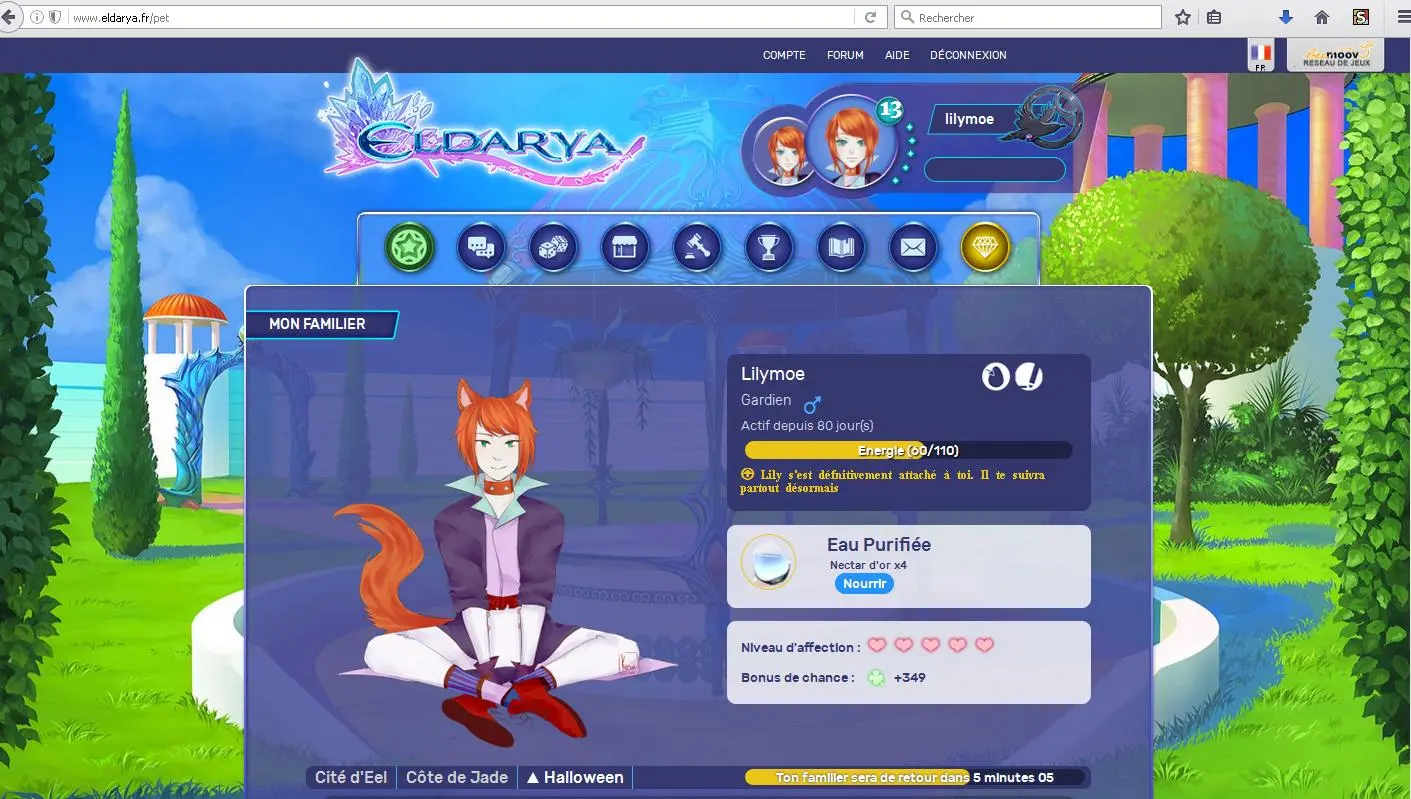 www.eldarya.fr/pet
Rechercher
COMPTE FORUM AIDE DÉCONNEXION
FR
moov
RESEAU DE JEUX
ELDARYA
13
lilymoe
MON FAMILIER
Lilymoe
Gardien
Actif depuis 80 jour(s)
Energie (60/110)
Lily s'est défnitivement attaché à toi. Il te suivra
partout désormais
Eau Purifiée
Nectar d'or x4
Nourrir
Niveau d'affection :
Bonus de chance : +349
Cité d'Eel Côte de Jade ▲ Halloween
Ton familier sera de retour dans 5 minutes 05